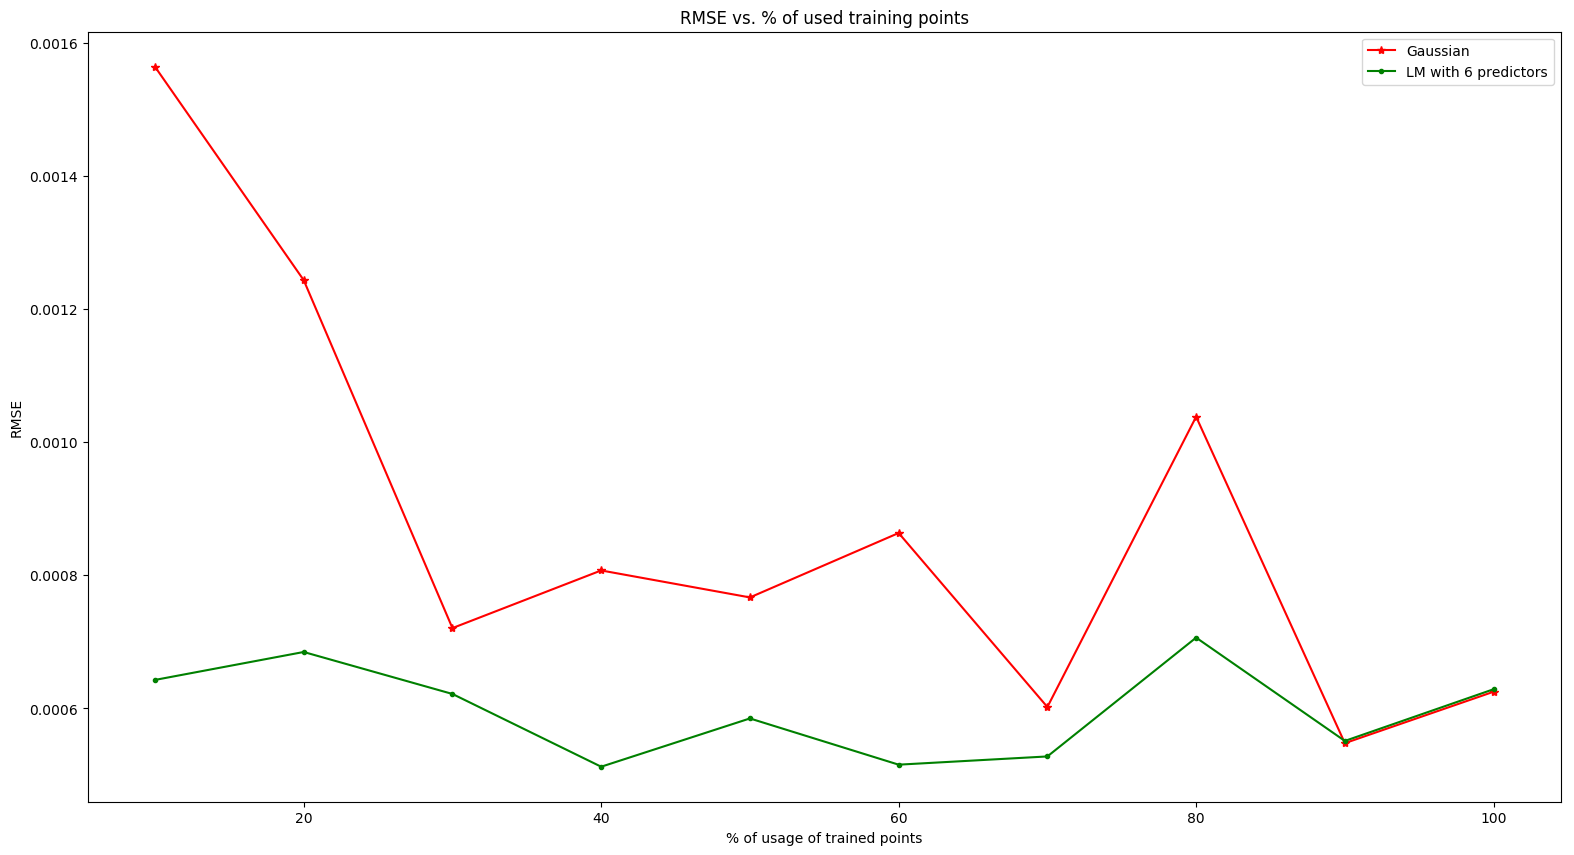 RMSE vs. % of used training points
Gaussian
LM with 6 predictors
RMSE
0.0016
0.0014
0.0012
0.0010
0.0008
0.0006
20
40
60
80
100
% of usage of trained points